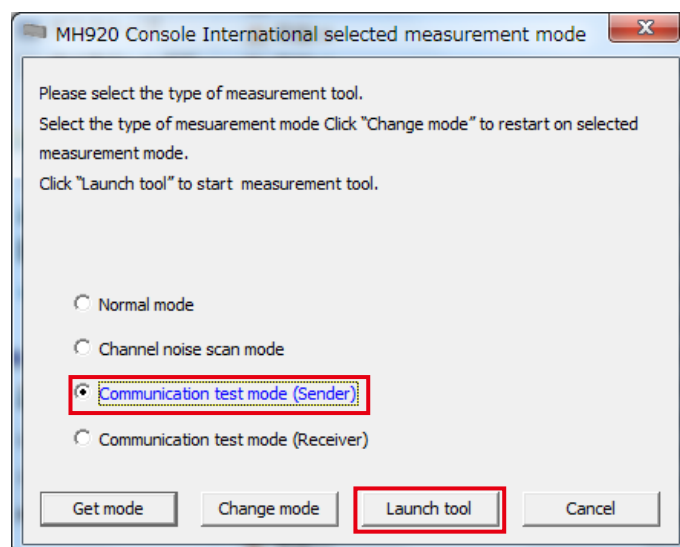 MH920 Console International selected measurement mode
Please select the type of measurement tool.
Select the type of mesuarement mode Click "Change mode" to restart on selected
measurement mode.
Click "Launch tool" to start measurement tool.
Normal mode
Channel noise scan mode
Communication test mode (Sender)
Communication test mode (Receiver)
Get mode Change mode Launch tool Cancel